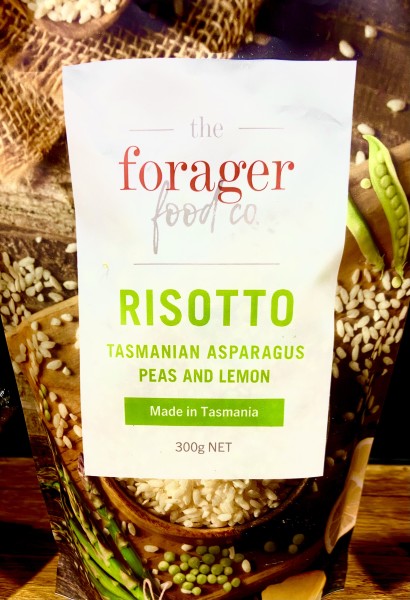 the
forager
food co.
RISOTTO
TASMANIAN ASPARAGUS
PEAS AND LEMON
Made in Tasmania
300g NET